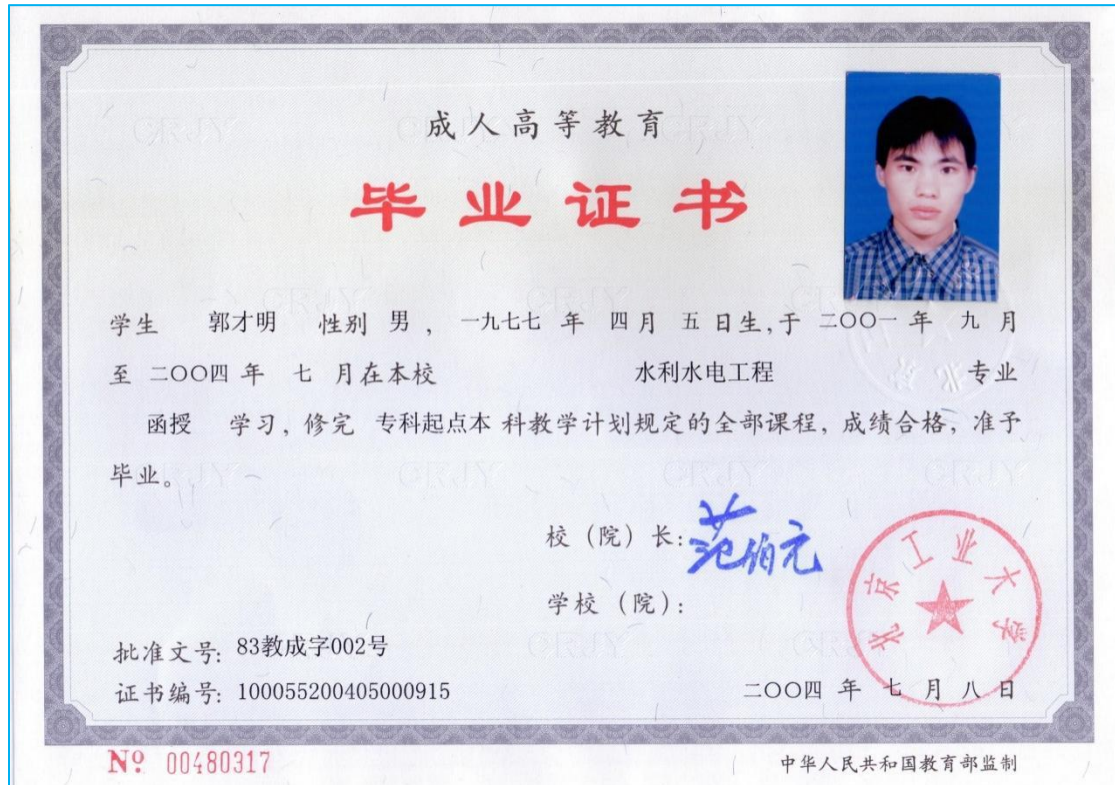 成人高等教育
毕业证书
学生 郭才明 性别 男, 一九七七 年 四月 五 日生,于 二〇〇一 年 九 月
至 二〇〇四 年 七 月在本校 水利水电工程 专业
函授 学习, 修完 专科起点本 科教学计划规定的全部课程, 成绩合格, 准予
毕业。
校（院）长: 范伯元
学校（院）:
北京工业大学
批准文号: 83教成字002号
证书编号: 100055200405000915
二〇〇四 年 七 月 八 日
№ 00480317
中华人民共和国教育部监制
CRJY